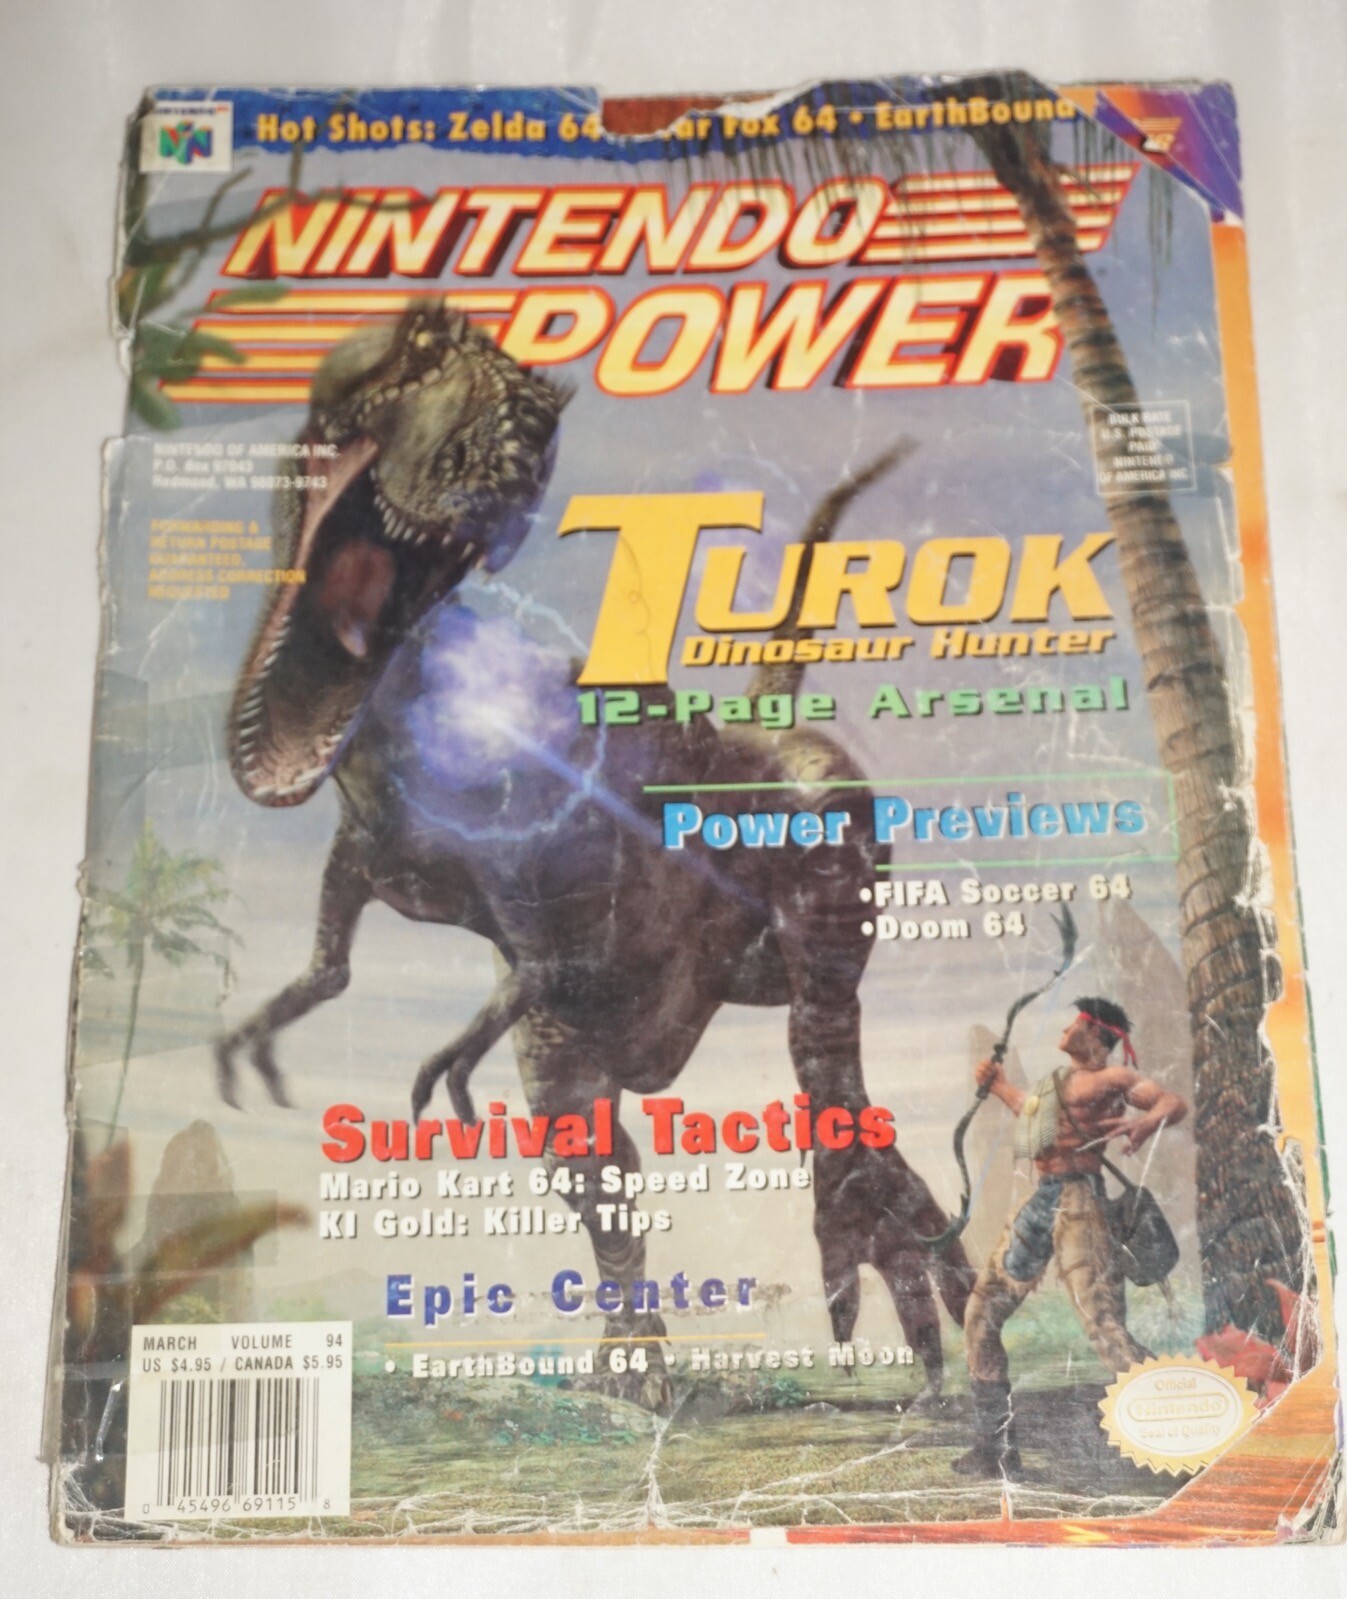 Hot Shots: Zelda 64 ar Fox 64 • EarthBound
NINTENDO
POWER
NINTENDO OF AMERICA INC.
P.O. Box 97043
Redmond, WA 98073-9743
FORWARDING &
RETURN POSTAGE
GUARANTEED,
ADDRESS CORRECTION
REQUESTED
BULK RATE
U.S. POSTAGE
PAID
NINTENDO
OF AMERICA INC.
TUROK
Dinosaur Hunter
12-Page Arsenal
Power Previews
•FIFA Soccer 64
•Doom 64
Survival Tactics
Mario Kart 64: Speed Zone
KI Gold: Killer Tips
Epic Center
• EarthBound 64 • Harvest Moon
MARCH VOLUME 94
US $4.95 / CANADA $5.95
0 45496 69115 8
Official
Nintendo
Seal of Quality